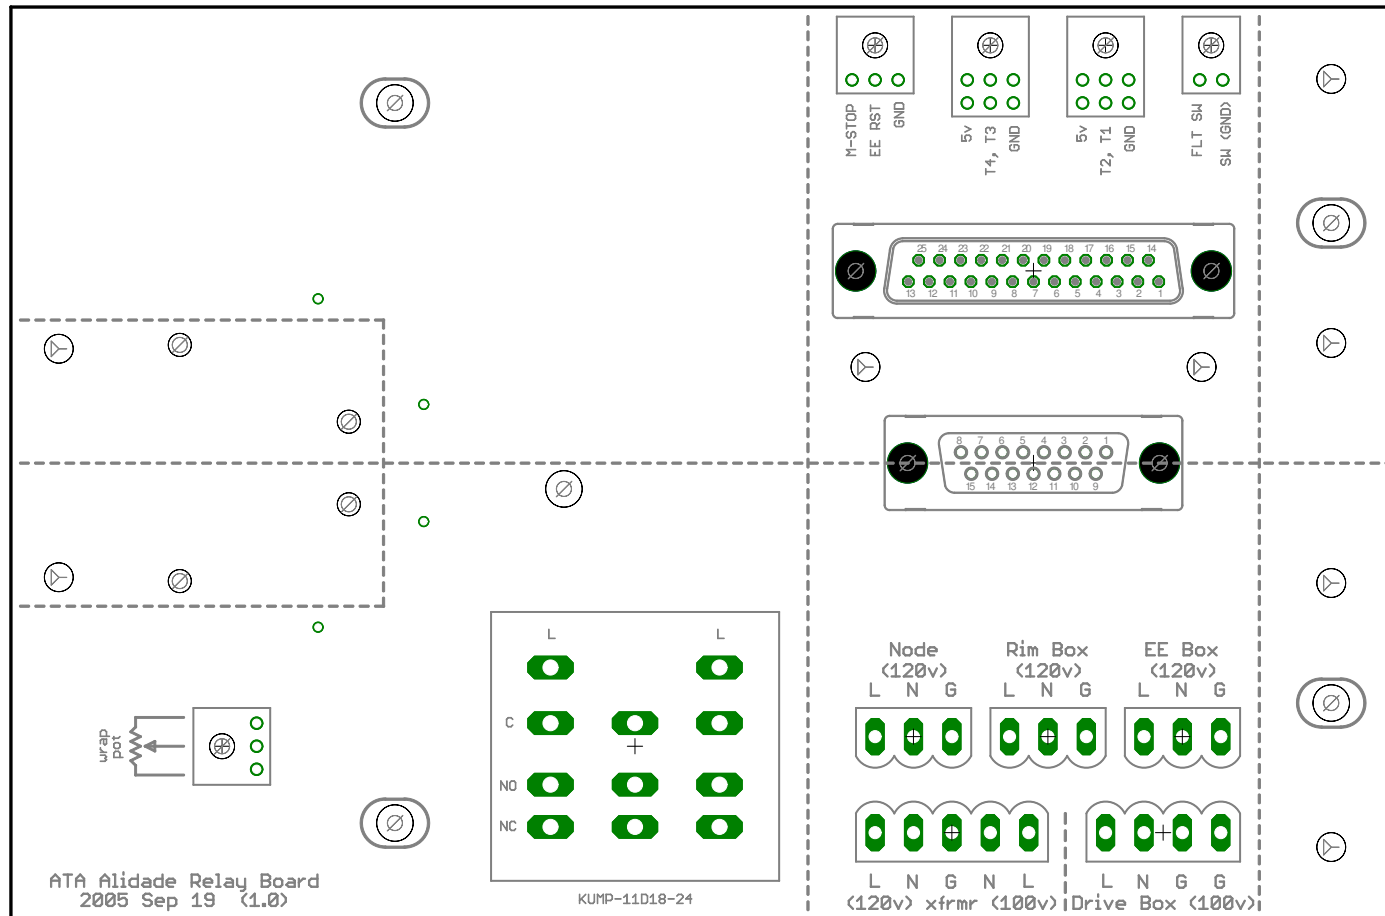 M-STOP
EE RST
GND
5v
T4, T3
GND
5v
T2, T1
GND
FLT SW
SW (GND)
25 24 23 22 21 20 19 18 17 16 15 14
13 12 11 10 9 8 7 6 5 4 3 2 1
8 7 6 5 4 3 2 1
15 14 13 12 11 10 9
L L
C
NO
NC
KUMP-11D18-24
wrap
pot
ATA Alidade Relay Board
2005 Sep 19 (1.0)
Node
(120v)
L N G
Rim Box
(120v)
L N G
EE Box
(120v)
L N G
L N G N L
(120v) xfrmr (100v)
L N G G
Drive Box (100v)